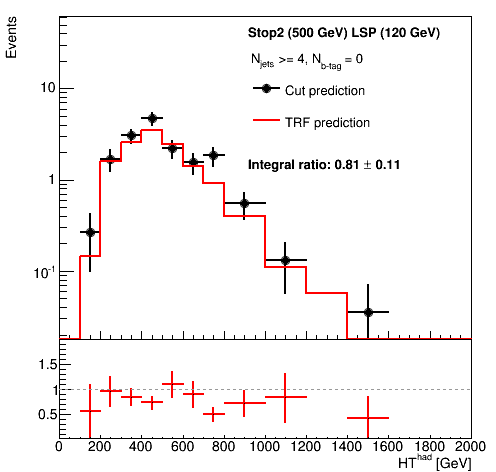 Events
Stop2 (500 GeV) LSP (120 GeV)
N_jets >= 4, N_b-tag = 0
Cut prediction
TRF prediction
Integral ratio: 0.81 ± 0.11
10
1
10^-1
1.5
1
0.5
0 200 400 600 800 1000 1200 1400 1600 1800 2000
HT^had [GeV]